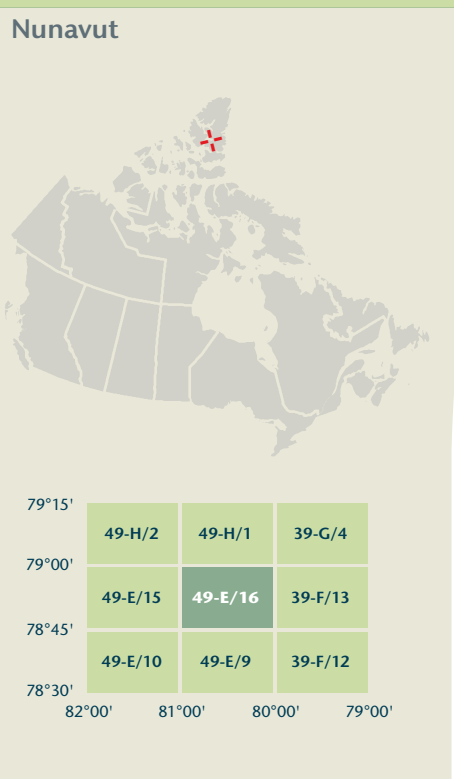 Nunavut
79°15'
49-H/2 49-H/1 39-G/4
79°00'
49-E/15 49-E/16 39-F/13
78°45'
49-E/10 49-E/9 39-F/12
78°30'
82°00' 81°00' 80°00' 79°00'